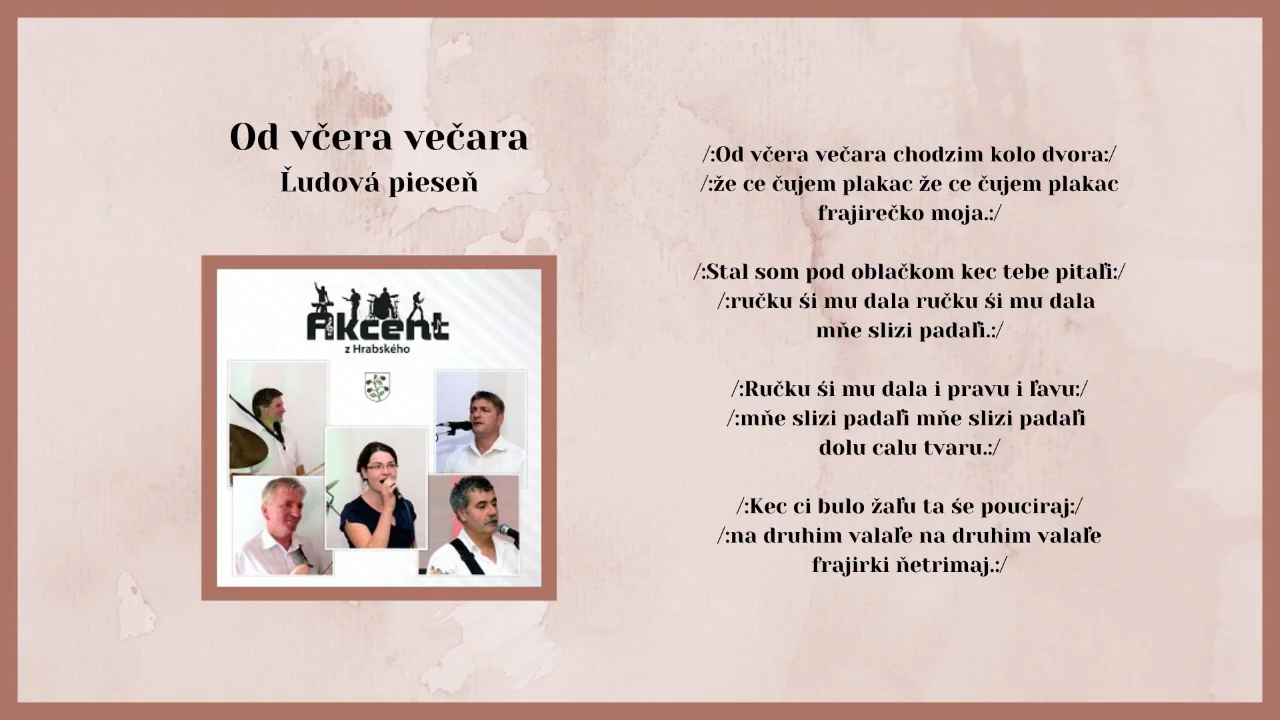 Od včera večara
Ľudová pieseň
Akcent
z Hrabského
/:Od včera večara chodzim kolo dvora:/
/:že ce čujem plakac že ce čujem plakac
frajirečko moja.:/
/:Stal som pod oblačkom kec tebe pitaľi:/
/:ručku śi mu dala ručku śi mu dala
mňe slizi padaľi.:/
/:Ručku śi mu dala i pravu i ľavu:/
/:mňe slizi padaľi mňe slizi padaľi
dolu calu tvaru.:/
/:Kec ci bulo žaľu ta śe pouciraj:/
/:na druhim valaľe na druhim valaľe
frajirki ňetrimaj.:/